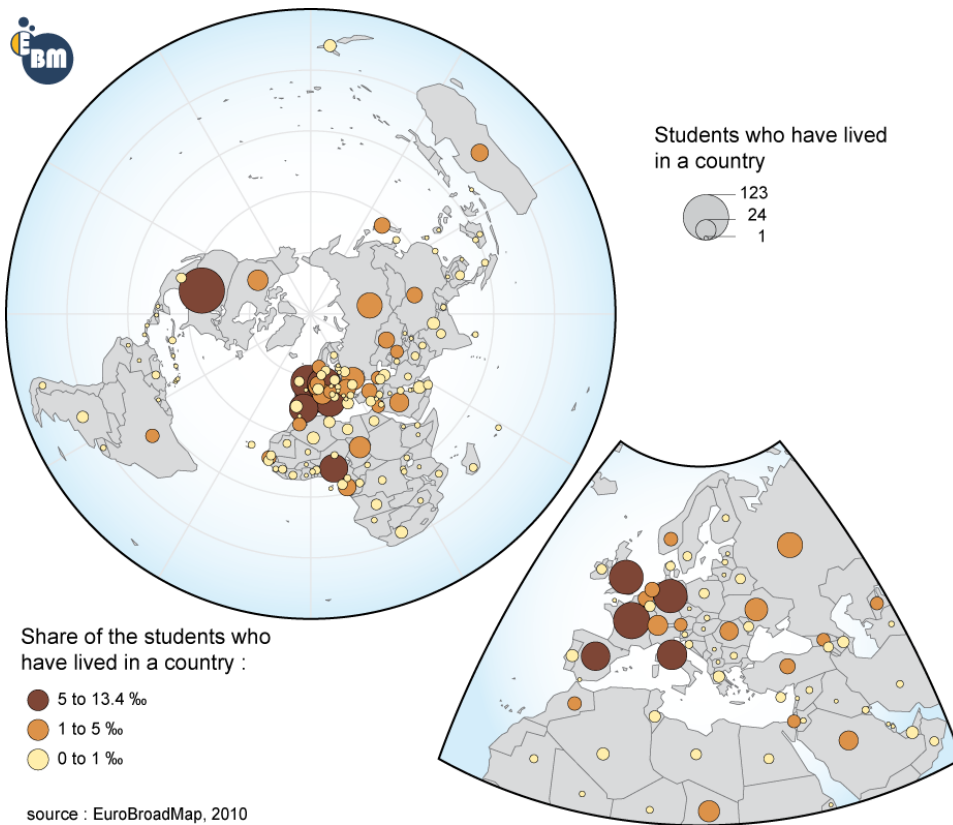 E
BM
Students who have lived
in a country
123
24
1
Share of the students who
have lived in a country :
5 to 13.4 ‰
1 to 5 ‰
0 to 1 ‰
source : EuroBroadMap, 2010